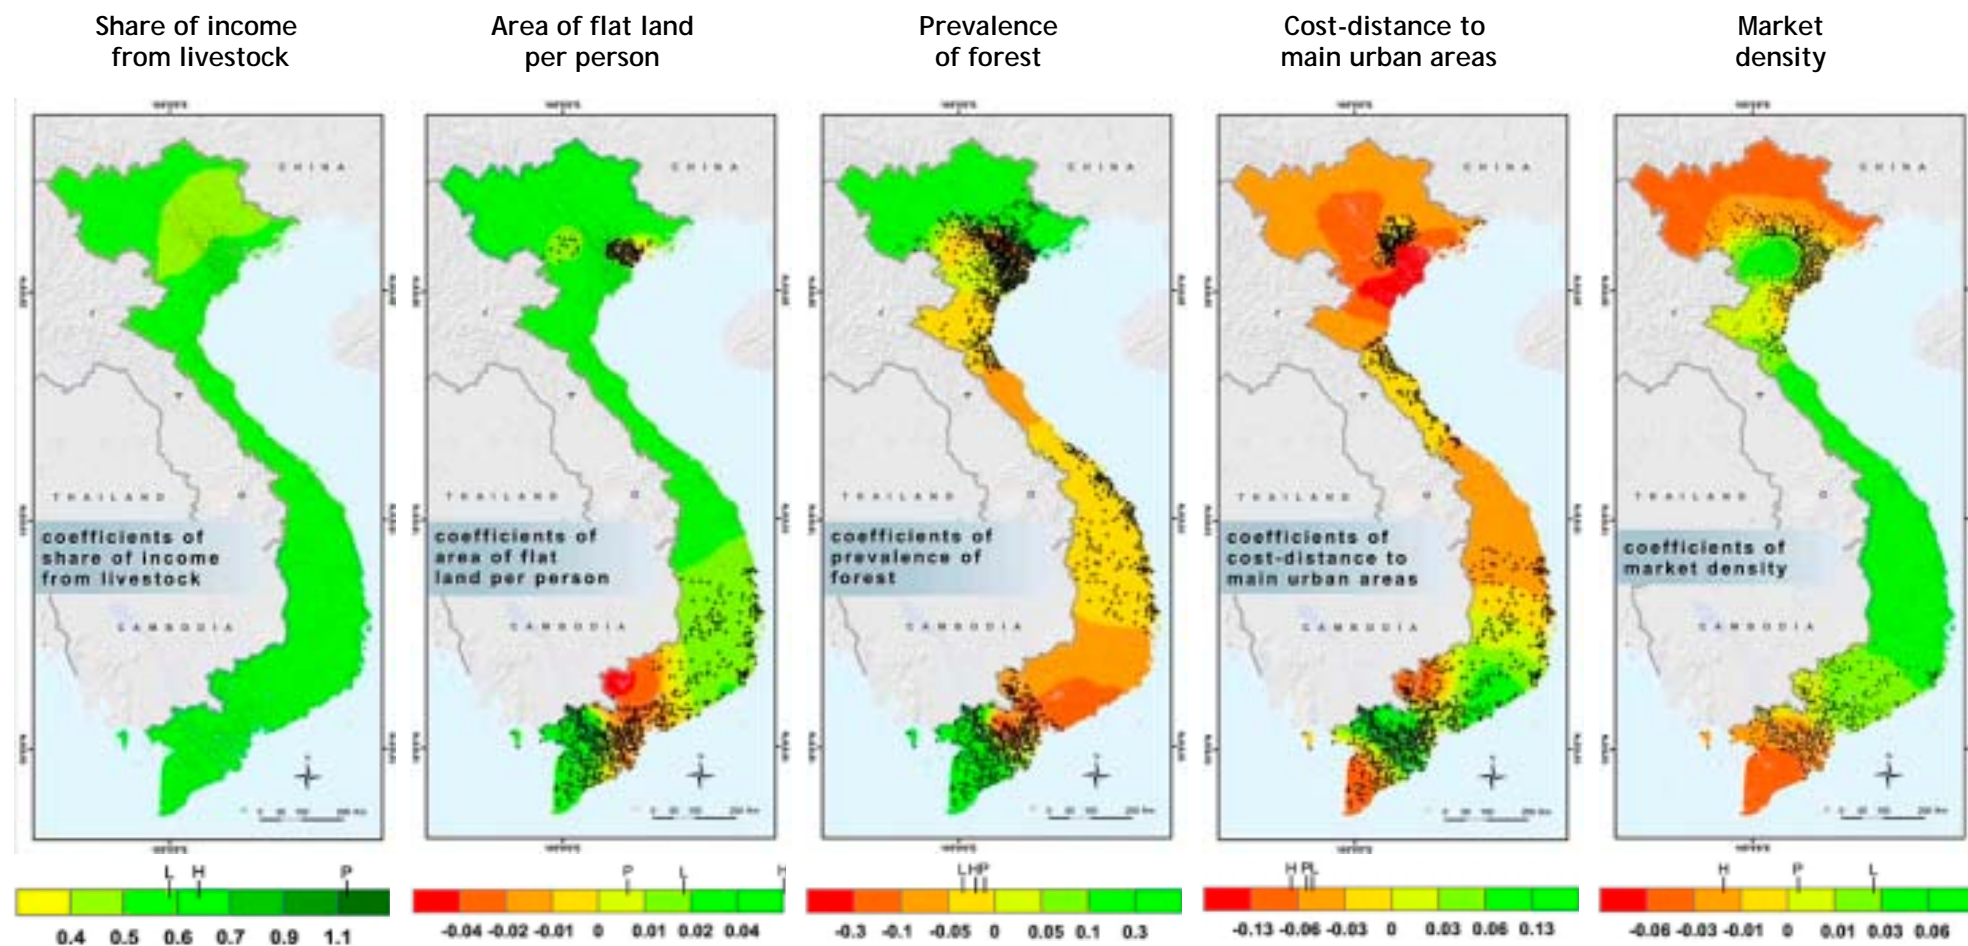 Share of income
from livestock
Area of flat land
per person
Prevalence
of forest
Cost-distance to
main urban areas
Market
density
CHINA
THAILAND
coefficients of
share of income
from livestock
CAMBODIA
L H P
0.4 0.5 0.6 0.7 0.9 1.1
CHINA
THAILAND
coefficients of
area of flat
land per person
CAMBODIA
P L H
-0.04 -0.02 -0.01 0 0.01 0.02 0.04
CHINA
THAILAND
coefficients of
prevalence of
forest
CAMBODIA
LHP
-0.3 -0.1 -0.05 0 0.05 0.1 0.3
CHINA
THAILAND
coefficients of
cost-distance to
main urban areas
CAMBODIA
H PL
-0.13 -0.06 -0.03 0 0.03 0.06 0.13
CHINA
THAILAND
coefficients of
market density
CAMBODIA
H P L
-0.06 -0.03 -0.01 0 0.01 0.03 0.06